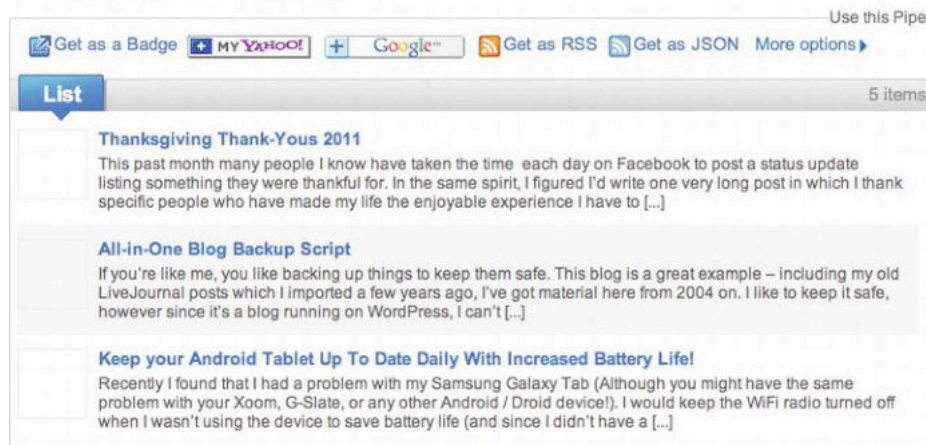 Use this Pipe
Get as a Badge + MY YAHOO! + Google™ Get as RSS Get as JSON More options
List 5 items
Thanksgiving Thank-Yous 2011
This past month many people I know have taken the time each day on Facebook to post a status update
listing something they were thankful for. In the same spirit, I figured I'd write one very long post in which I thank
specific people who have made my life the enjoyable experience I have to [...]
All-in-One Blog Backup Script
If you're like me, you like backing up things to keep them safe. This blog is a great example – including my old
LiveJournal posts which I imported a few years ago, I've got material here from 2004 on. I like to keep it safe,
however since it's a blog running on WordPress, I can't [...]
Keep your Android Tablet Up To Date Daily With Increased Battery Life!
Recently I found that I had a problem with my Samsung Galaxy Tab (Although you might have the same
problem with your Xoom, G-Slate, or any other Android / Droid device!). I would keep the WiFi radio turned off
when I wasn't using the device to save battery life (and since I didn't have a [...]